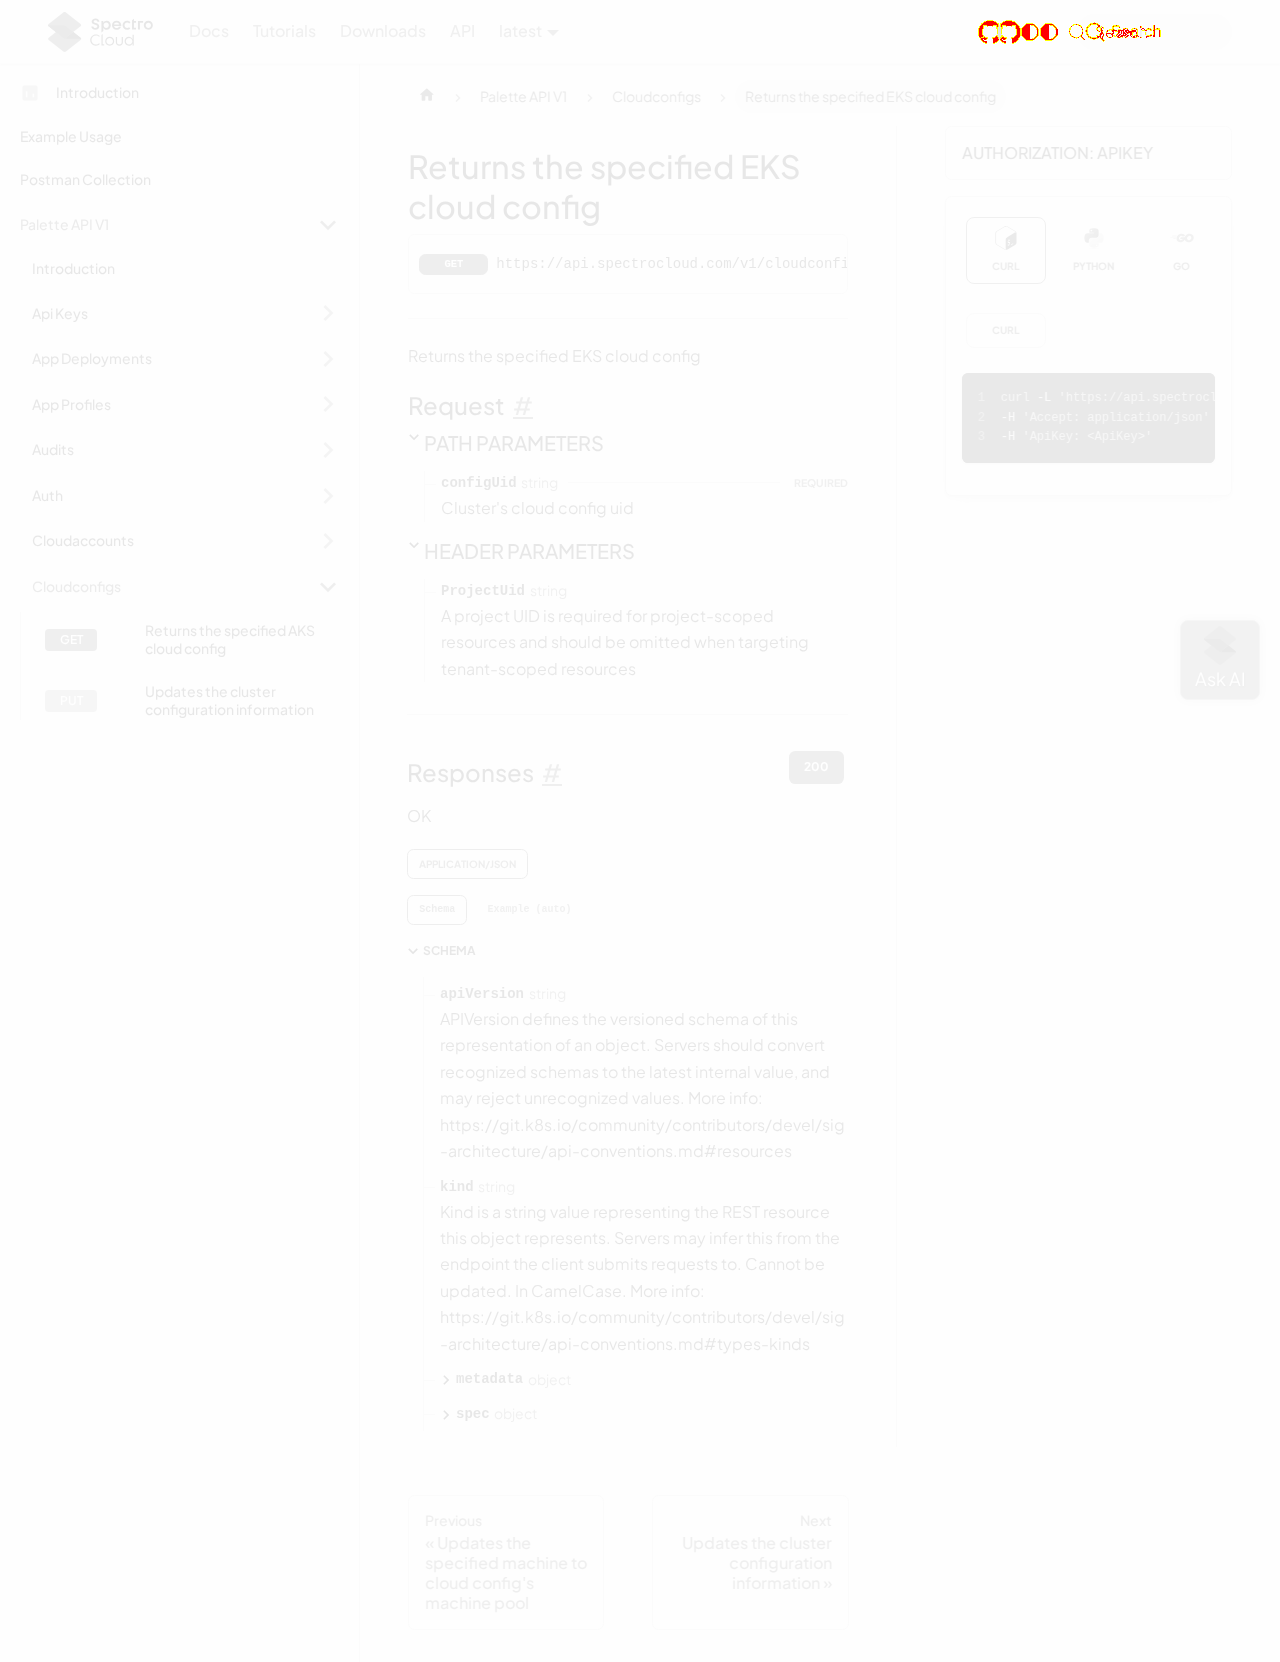 Spectro
Cloud
Docs
Tutorials
Downloads
API
latest
Introduction
Example Usage
Postman Collection
Palette API V1
Introduction
Api Keys
App Deployments
App Profiles
Audits
Auth
Cloudaccounts
Cloudconfigs
GET
Returns the specified AKS
cloud config
PUT
Updates the cluster
configuration information
Palette API V1
Cloudconfigs
Returns the specified EKS cloud config
Returns the specified EKS
cloud config
GET
https://api.spectrocloud.com/v1/cloudconfi
Returns the specified EKS cloud config
Request #
PATH PARAMETERS
configUid string
REQUIRED
Cluster's cloud config uid
HEADER PARAMETERS
ProjectUid string
A project UID is required for project-scoped
resources and should be omitted when targeting
tenant-scoped resources
Responses #
200
OK
APPLICATION/JSON
Schema
Example (auto)
SCHEMA
apiVersion string
APIVersion defines the versioned schema of this
representation of an object. Servers should convert
recognized schemas to the latest internal value, and
may reject unrecognized values. More info:
https://git.k8s.io/community/contributors/devel/sig
-architecture/api-conventions.md#resources
kind string
Kind is a string value representing the REST resource
this object represents. Servers may infer this from the
endpoint the client submits requests to. Cannot be
updated. In CamelCase. More info:
https://git.k8s.io/community/contributors/devel/sig
-architecture/api-conventions.md#types-kinds
metadata object
spec object
Previous
« Updates the
specified machine to
cloud config's
machine pool
Next
Updates the cluster
configuration
information »
AUTHORIZATION: APIKEY
CURL
PYTHON
GO
GO
CURL
1 curl -L 'https://api.spectrocl
2 -H 'Accept: application/json'
3 -H 'ApiKey: <ApiKey>'
Ask AI